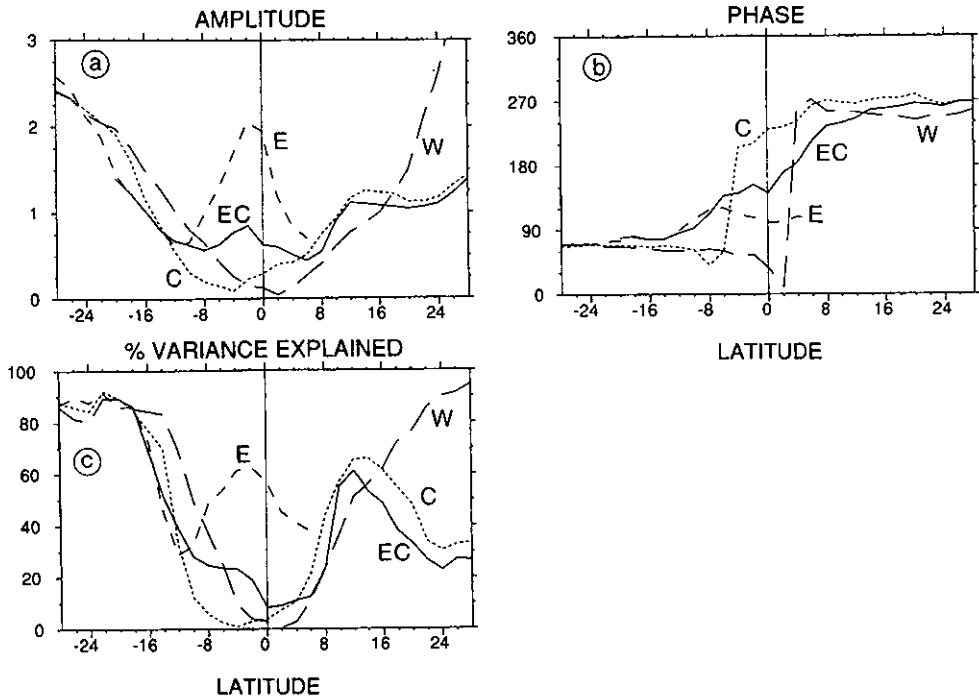 AMPLITUDE
3
2
1
0
a
E
EC
C
W
-24 -16 -8 0 8 16 24
PHASE
360
270
180
90
0
b
C
EC
E
W
-24 -16 -8 0 8 16 24
LATITUDE
% VARIANCE EXPLAINED
100
80
60
40
20
0
c
E
W
C
EC
-24 -16 -8 0 8 16 24
LATITUDE